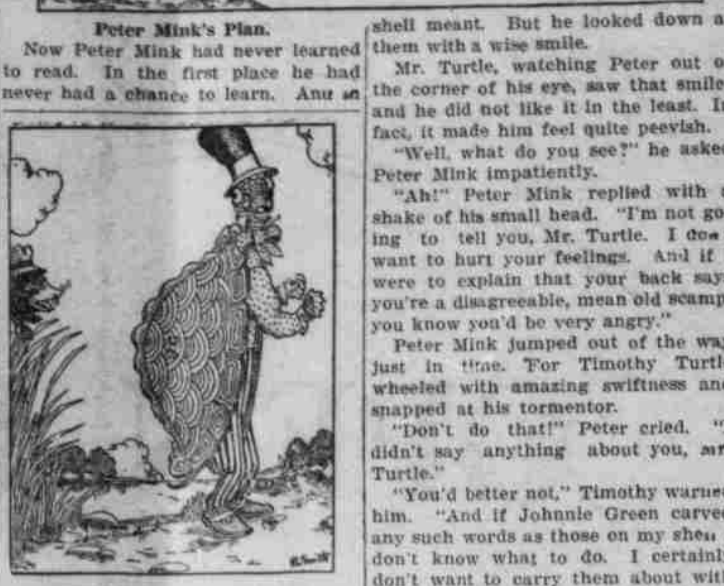 Peter Mink's Plan.
Now Peter Mink had never learned
to read. In the first place he had
never had a chance to learn. And in
shell meant. But he looked down a
them with a wise smile.
Mr. Turtle, watching Peter out o
the corner of his eye, saw that smile
and he did not like it in the least. I
fact, it made him feel quite peevish.
"Well, what do you see?" he asked
Peter Mink impatiently.
"Ah!" Peter Mink replied with
shake of his small head. "I'm not go-
ing to tell you, Mr. Turtle. I don
want to hurt your feelings. And if
were to explain that your back say
you're a disagreeable, mean old scamp
you know you'd be very angry."
Peter Mink jumped out of the way
just in time. For Timothy Turtl
wheeled with amazing swiftness an
snapped at his tormentor.
"Don't do that!" Peter cried. "
didn't say anything about you, Mr
Turtle."
"You'd better not," Timothy warned
him. "And if Johnnie Green carved
any such words as those on my shell
don't know what to do. I certainl
don't want to carry them about with